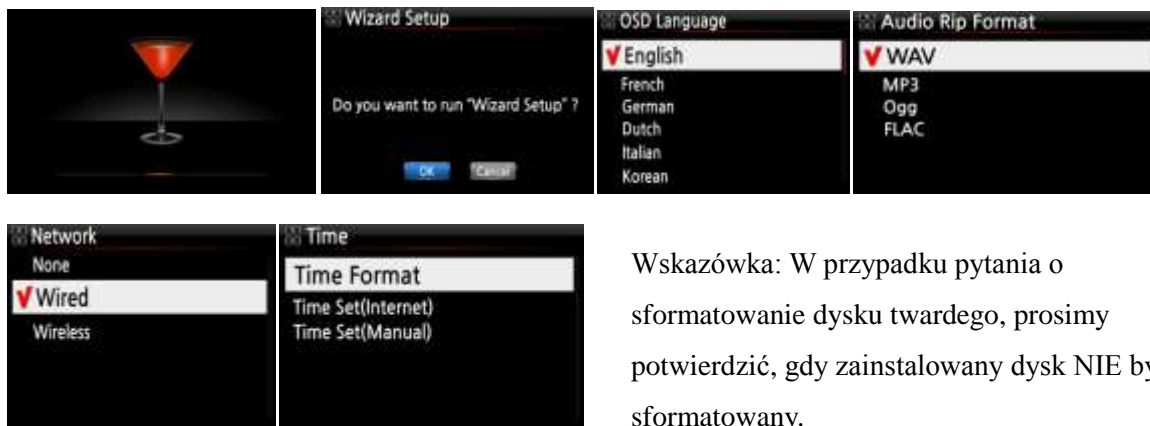 Wizard Setup
Do you want to run "Wizard Setup" ?
OK
Cancel
OSD Language
English
French
German
Dutch
Italian
Korean
Audio Rip Format
WAV
MP3
Ogg
FLAC
Network
None
Wired
Wireless
Time
Time Format
Time Set(Internet)
Time Set(Manual)
Wskazówka: W przypadku pytania o
sformatowanie dysku twardego, prosimy
potwierdzić, gdy zainstalowany dysk NIE
sformatowany.